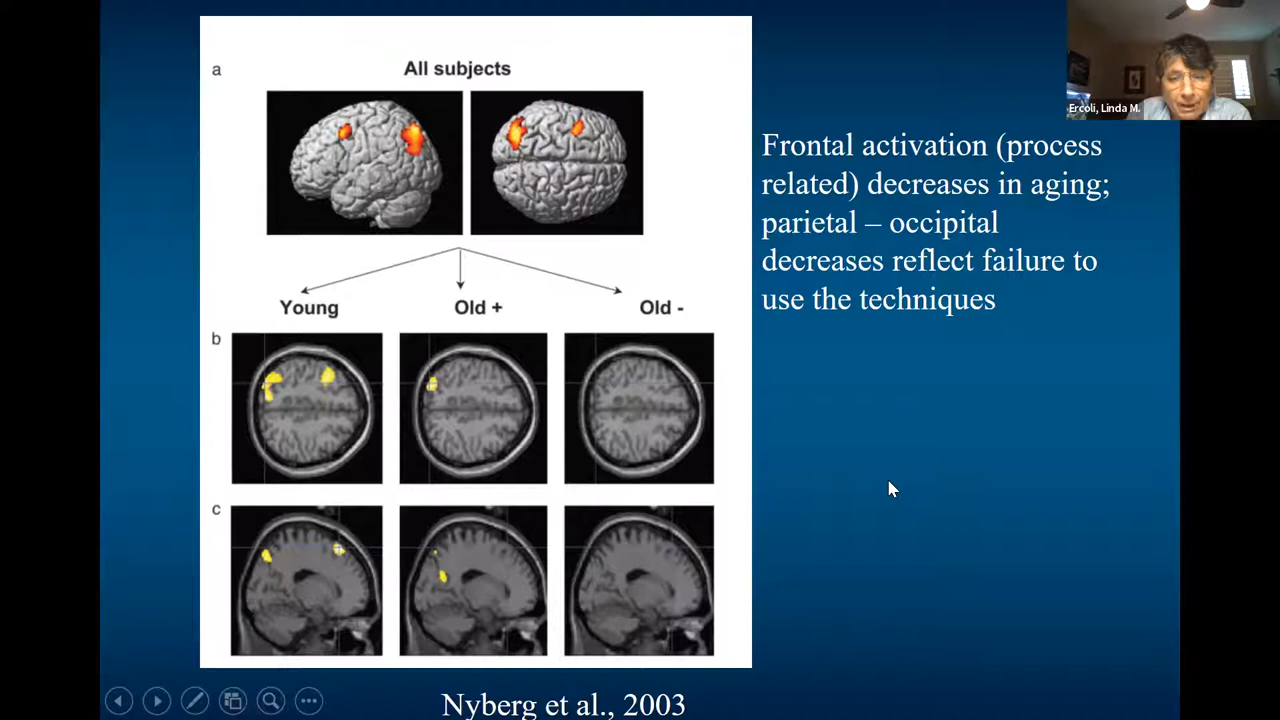 a
All subjects
Young
Old +
Old -
b
c
Nyberg et al., 2003
Frontal activation (process
related) decreases in aging;
parietal – occipital
decreases reflect failure to
use the techniques
Ercoli, Linda M.